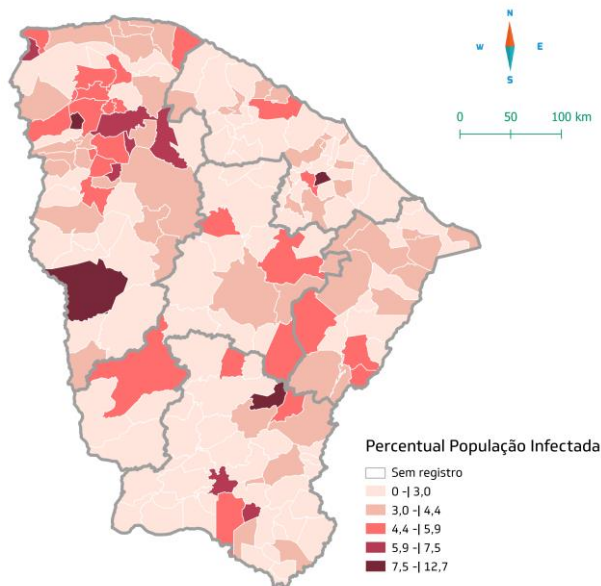 N
W E
S
0 50 100 km
Percentual População Infectada
Sem registro
0 -| 3,0
3,0 -| 4,4
4,4 -| 5,9
5,9 -| 7,5
7,5 -| 12,7